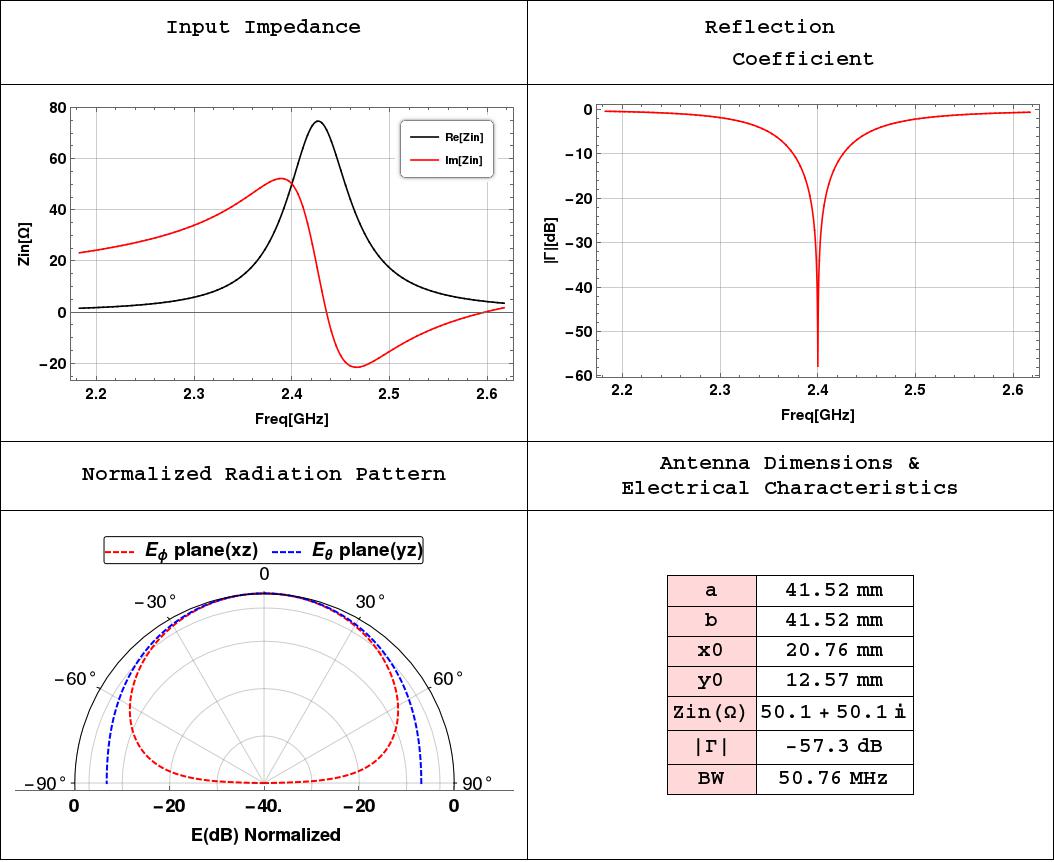 Input Impedance
Reflection
Coefficient
80
60
40
20
0
−20
Zin[Ω]
Re[Zin]
Im[Zin]
2.2 2.3 2.4 2.5 2.6
Freq[GHz]
0
−10
−20
−30
−40
−50
−60
|Γ|[dB]
2.2 2.3 2.4 2.5 2.6
Freq[GHz]
Normalized Radiation Pattern
Antenna Dimensions &
Electrical Characteristics
Eϕ plane(xz) Eθ plane(yz)
0
−30° 30°
−60° 60°
−90° 90°
0 −20 −40. −20 0
E(dB) Normalized
a 41.52 mm
b 41.52 mm
x0 20.76 mm
y0 12.57 mm
Zin(Ω) 50.1 + 50.1 i
|Γ| −57.3 dB
BW 50.76 MHz